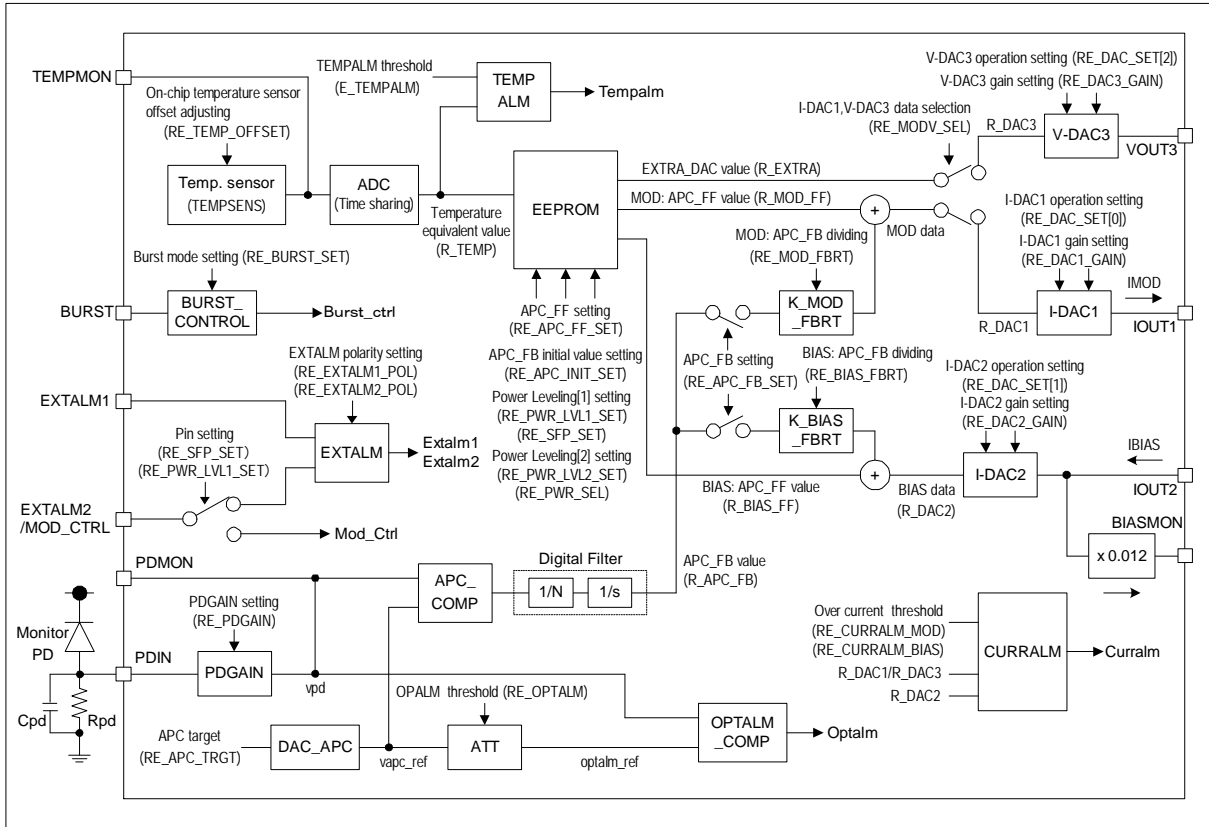 TEMPMON
TEMPALM threshold
(E_TEMPALM)
TEMP
ALM
Tempalm
V-DAC3 operation setting (RE_DAC_SET[2])
V-DAC3 gain setting (RE_DAC3_GAIN)
On-chip temperature sensor
offset adjusting
(RE_TEMP_OFFSET)
I-DAC1,V-DAC3 data selection
(RE_MODV_SEL)
R_DAC3
V-DAC3
VOUT3
Temp. sensor
(TEMPSENS)
ADC
(Time sharing)
Temperature
equivalent value
(R_TEMP)
EEPROM
EXTRA_DAC value (R_EXTRA)
MOD: APC_FF value (R_MOD_FF)
+
MOD data
I-DAC1 operation setting
(RE_DAC_SET[0])
I-DAC1 gain setting
(RE_DAC1_GAIN)
MOD: APC_FB dividing
(RE_MOD_FBRT)
IMOD
Burst mode setting (RE_BURST_SET)
BURST
BURST_
CONTROL
Burst_ctrl
K_MOD
_FBRT
R_DAC1
I-DAC1
IOUT1
APC_FF setting
(RE_APC_FF_SET)
APC_FB initial value setting
(RE_APC_INIT_SET)
Power Leveling[1] setting
(RE_PWR_LVL1_SET)
(RE_SFP_SET)
Power Leveling[2] setting
(RE_PWR_LVL2_SET)
(RE_PWR_SEL)
APC_FB setting
(RE_APC_FB_SET)
BIAS: APC_FB dividing
(RE_BIAS_FBRT)
I-DAC2 operation setting
(RE_DAC_SET[1])
I-DAC2 gain setting
(RE_DAC2_GAIN)
EXTALM polarity setting
(RE_EXTALM1_POL)
(RE_EXTALM2_POL)
EXTALM1
Pin setting
(RE_SFP_SET)
(RE_PWR_LVL1_SET)
EXTALM
Extalm1
Extalm2
K_BIAS
_FBRT
IBIAS
BIAS: APC_FF value
(R_BIAS_FF)
+
BIAS data
(R_DAC2)
I-DAC2
IOUT2
EXTALM2
/MOD_CTRL
Mod_Ctrl
BIASMON
x 0.012
PDMON
APC_
COMP
Digital Filter
1/N
1/s
APC_FB value
(R_APC_FB)
PDGAIN setting
(RE_PDGAIN)
Monitor
PD
PDIN
PDGAIN
vpd
Cpd
Rpd
Over current threshold
(RE_CURRALM_MOD)
(RE_CURRALM_BIAS)
R_DAC1/R_DAC3
R_DAC2
CURRALM
Curralm
OPALM threshold (RE_OPTALM)
OPTALM
_COMP
Optalm
APC target
(RE_APC_TRGT)
DAC_APC
vapc_ref
ATT
optalm_ref